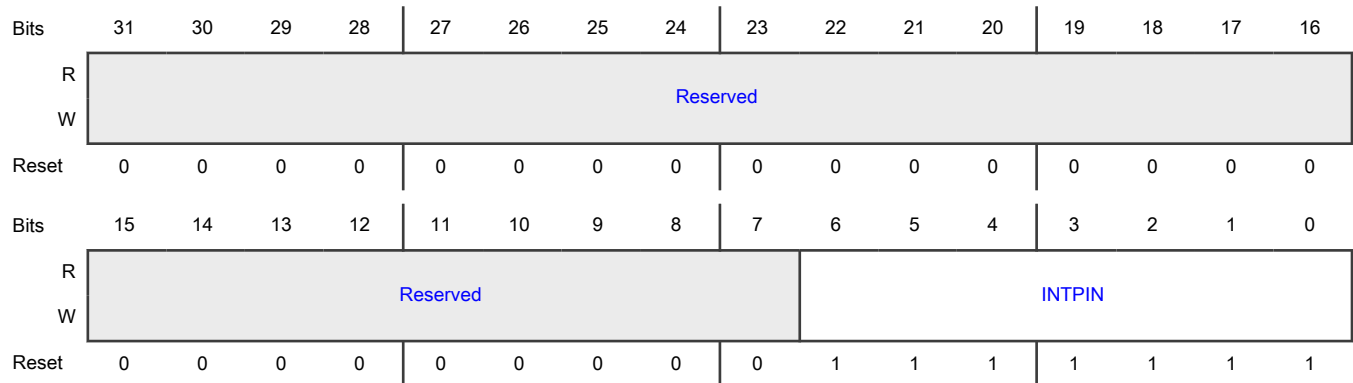 Bits 31 30 29 28 27 26 25 24 23 22 21 20 19 18 17 16
R
Reserved
W
Reset 0 0 0 0 0 0 0 0 0 0 0 0 0 0 0 0
Bits 15 14 13 12 11 10 9 8 7 6 5 4 3 2 1 0
R
Reserved INTPIN
W
Reset 0 0 0 0 0 0 0 0 0 1 1 1 1 1 1 1